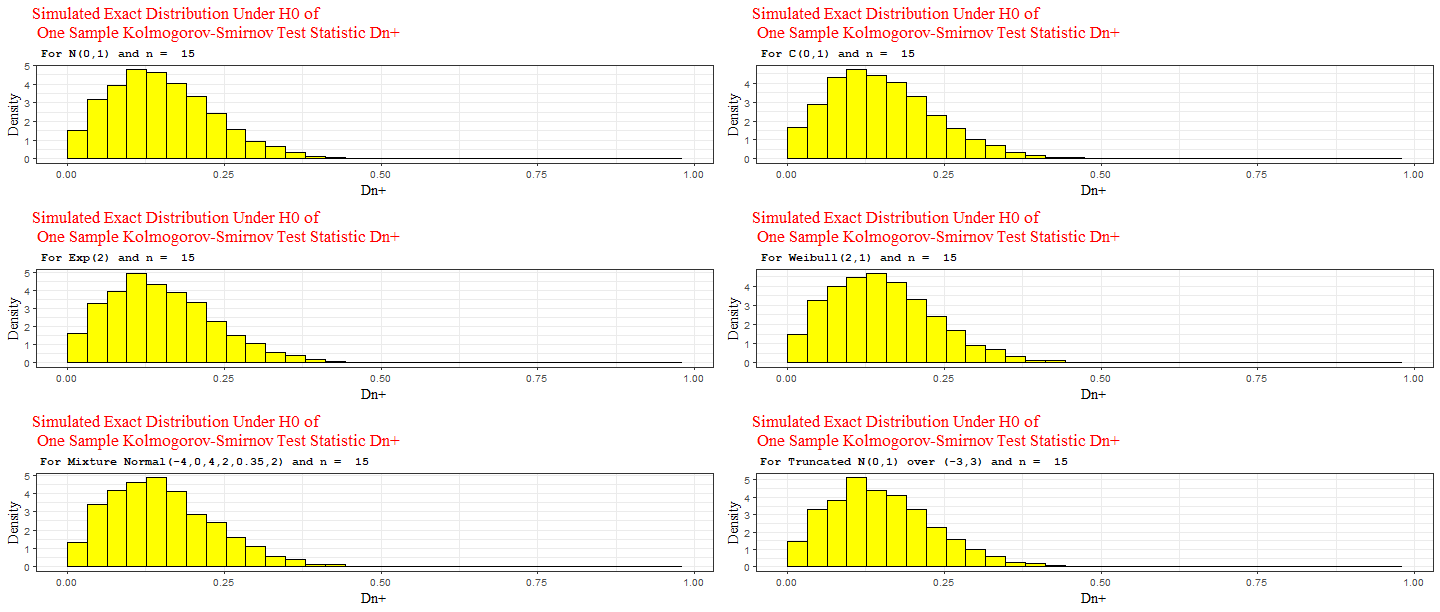 Simulated Exact Distribution Under H0 of
One Sample Kolmogorov-Smirnov Test Statistic Dn+
For N(0,1) and n = 15
Density
5
4
3
2
1
0
0.00 0.25 0.50 0.75 1.00
Dn+
Simulated Exact Distribution Under H0 of
One Sample Kolmogorov-Smirnov Test Statistic Dn+
For C(0,1) and n = 15
Density
4
3
2
1
0
0.00 0.25 0.50 0.75 1.00
Dn+
Simulated Exact Distribution Under H0 of
One Sample Kolmogorov-Smirnov Test Statistic Dn+
For Exp(2) and n = 15
Density
5
4
3
2
1
0
0.00 0.25 0.50 0.75 1.00
Dn+
Simulated Exact Distribution Under H0 of
One Sample Kolmogorov-Smirnov Test Statistic Dn+
For Weibull(2,1) and n = 15
Density
4
3
2
1
0
0.00 0.25 0.50 0.75 1.00
Dn+
Simulated Exact Distribution Under H0 of
One Sample Kolmogorov-Smirnov Test Statistic Dn+
For Mixture Normal(-4,0,4,2,0.35,2) and n = 15
Density
5
4
3
2
1
0
0.00 0.25 0.50 0.75 1.00
Dn+
Simulated Exact Distribution Under H0 of
One Sample Kolmogorov-Smirnov Test Statistic Dn+
For Truncated N(0,1) over (-3,3) and n = 15
Density
5
4
3
2
1
0
0.00 0.25 0.50 0.75 1.00
Dn+